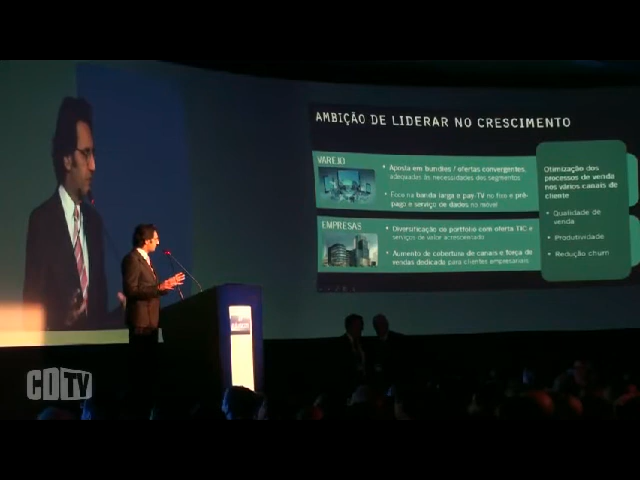 AMBIÇÃO DE LIDERAR NO CRESCIMENTO
VAREJO
• Aposta em bundles / ofertas convergentes,
adequadas às necessidades dos segmentos
• Foco na banda larga e pay-TV no fixo e pré-
pago e serviço de dados no móvel
EMPRESAS
• Diversificação do portfolio com oferta TIC e
serviços de valor acrescentado
• Aumento de cobertura de canais e força de
vendas dedicada para clientes empresariais
Otimização dos
processos de venda
nos vários canais de
cliente
• Qualidade de
venda
• Produtividade
• Redução churn
CDTV